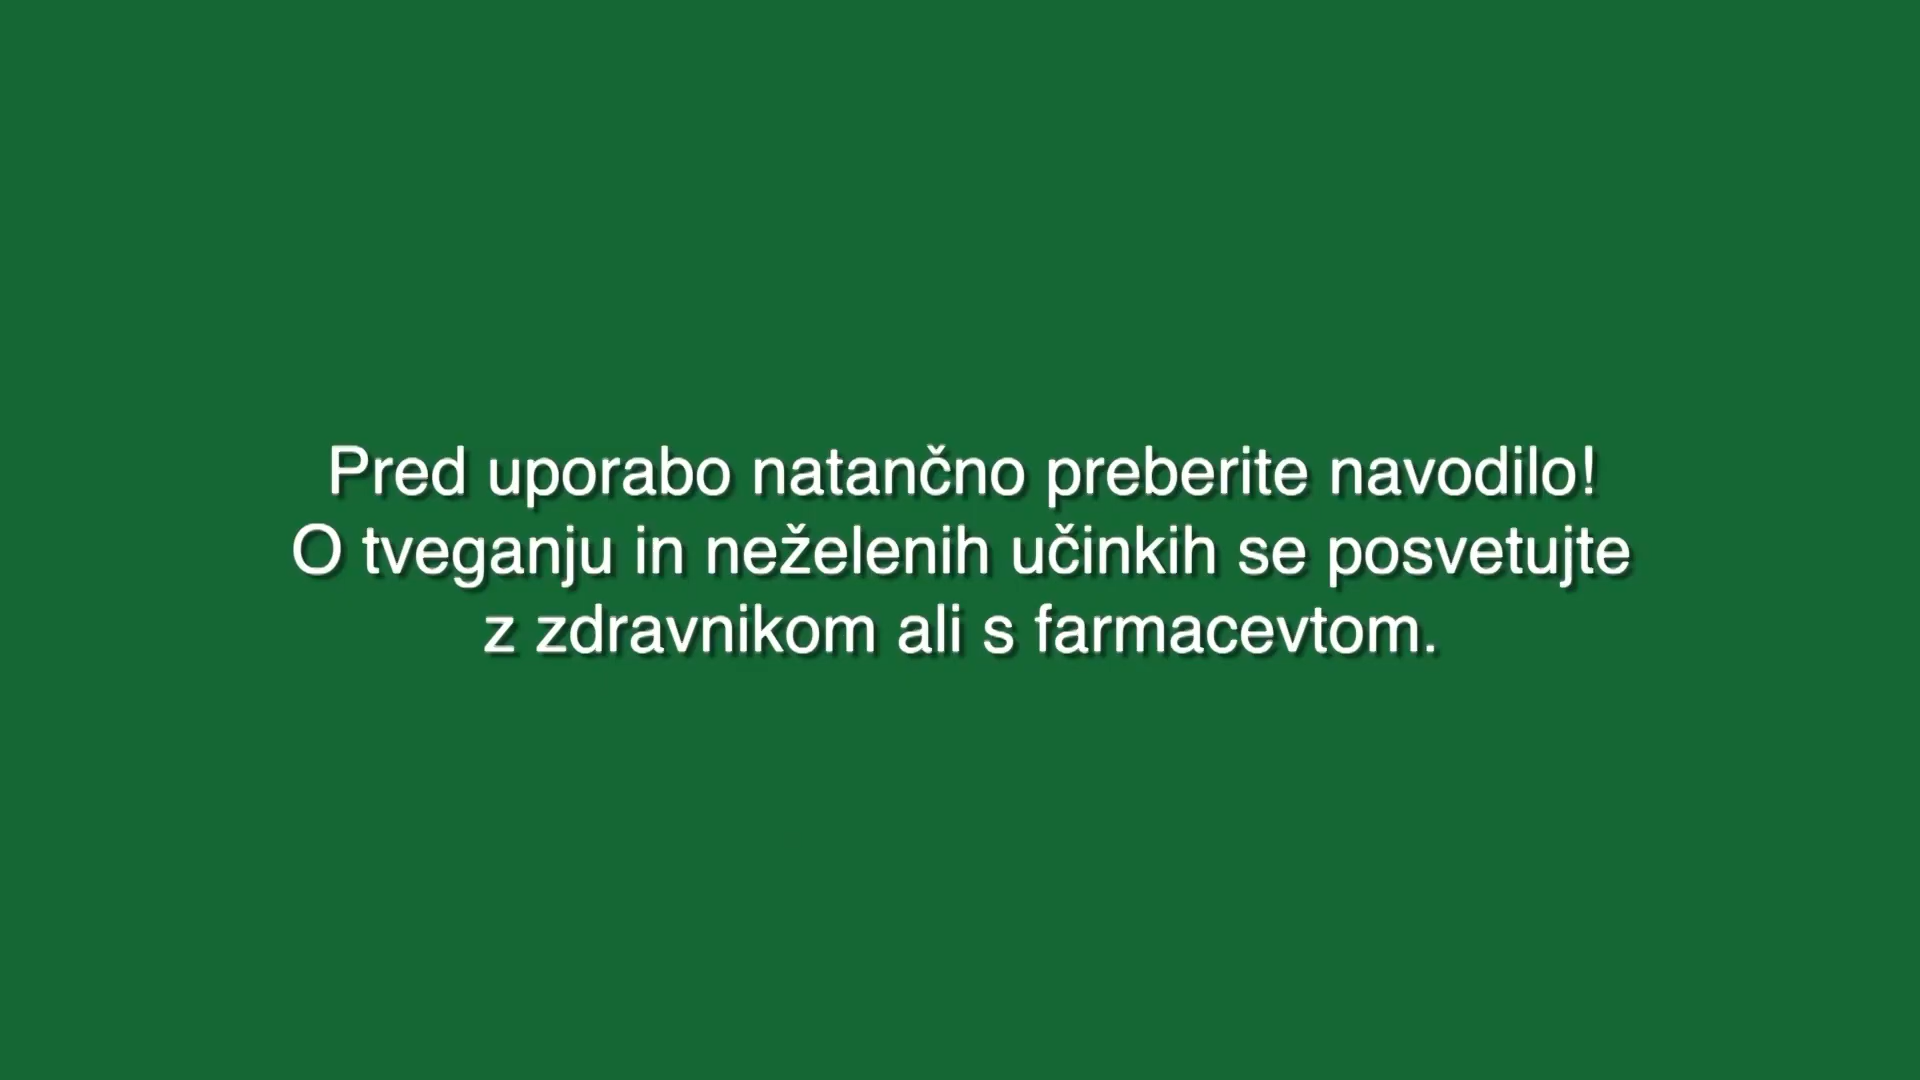 Pred uporabo natančno preberite navodilo!
O tveganju in neželenih učinkih se posvetujte
z zdravnikom ali s farmacevtom.